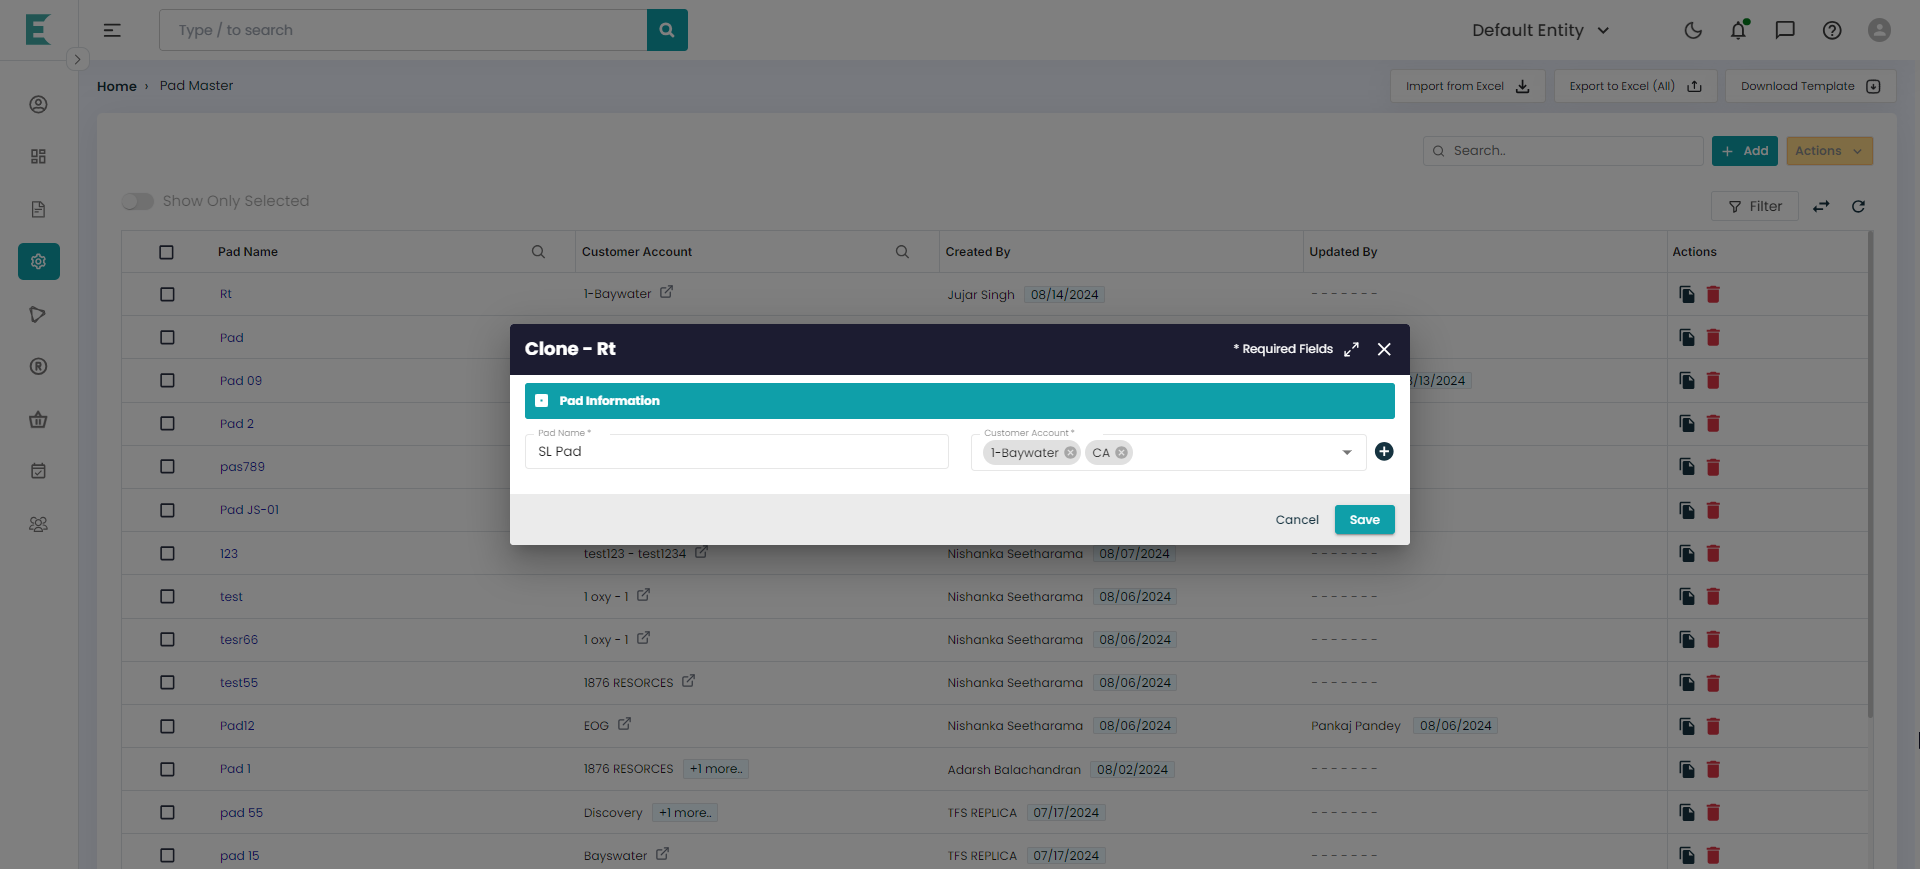 E
Type / to search
Default Entity
Home › Pad Master
Import from Excel
Export to Excel (All)
Download Template
Search..
+ Add
Actions
Show Only Selected
Filter
Pad Name
Customer Account
Created By
Updated By
Actions
Rt
1-Baywater
Jujar Singh 08/14/2024
- - - - - - -
Pad
Pad 09
/13/2024
Pad 2
pas789
Pad JS-01
Clone - Rt
* Required Fields
Pad Information
Pad Name *
SL Pad
Customer Account *
1-Baywater
CA
Cancel
Save
123
test123 - test1234
Nishanka Seetharama 08/07/2024
- - - - - - -
test
1 oxy - 1
Nishanka Seetharama 08/06/2024
- - - - - - -
tesr66
1 oxy - 1
Nishanka Seetharama 08/06/2024
- - - - - - -
test55
1876 RESORCES
Nishanka Seetharama 08/06/2024
- - - - - - -
Pad12
EOG
Nishanka Seetharama 08/06/2024
Pankaj Pandey 08/06/2024
Pad 1
1876 RESORCES +1 more..
Adarsh Balachandran 08/02/2024
- - - - - - -
pad 55
Discovery +1 more..
TFS REPLICA 07/17/2024
- - - - - - -
pad 15
Bayswater
TFS REPLICA 07/17/2024
- - - - - - -